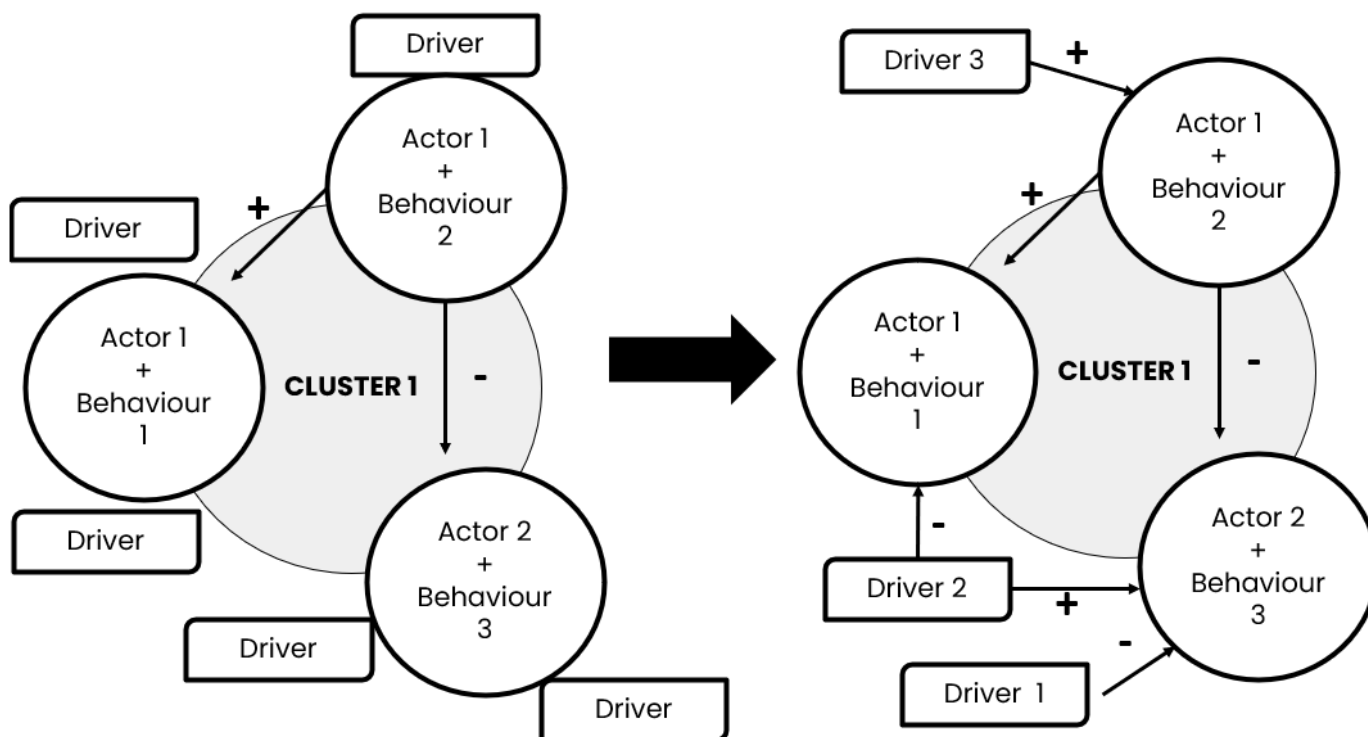 Driver
Actor 1
+
Behaviour
2
+
Driver
Actor 1
+
Behaviour
1
CLUSTER 1
-
Driver
Actor 2
+
Behaviour
3
Driver
Driver
Driver 3
+
Actor 1
+
Behaviour
2
+
Actor 1
+
Behaviour
1
CLUSTER 1
-
-
Actor 2
+
Behaviour
3
Driver 2
+
-
Driver 1